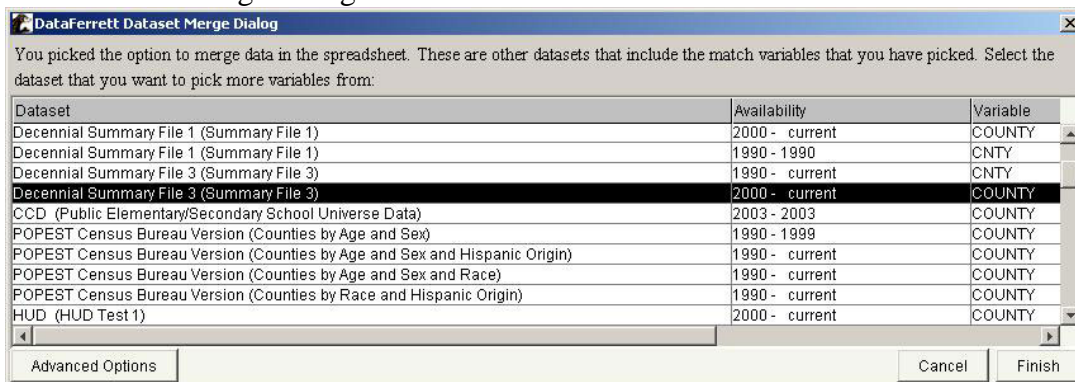 DataFerrett Dataset Merge Dialog
You picked the option to merge data in the spreadsheet. These are other datasets that include the match variables that you have picked. Select the
dataset that you want to pick more variables from:
Dataset Availability Variable
Decennial Summary File 1 (Summary File 1) 2000 - current COUNTY
Decennial Summary File 1 (Summary File 1) 1990 - 1990 CNTY
Decennial Summary File 3 (Summary File 3) 1990 - current CNTY
Decennial Summary File 3 (Summary File 3) 2000 - current COUNTY
CCD (Public Elementary/Secondary School Universe Data) 2003 - 2003 COUNTY
POPEST Census Bureau Version (Counties by Age and Sex) 1990 - 1999 COUNTY
POPEST Census Bureau Version (Counties by Age and Sex and Hispanic Origin) 1990 - current COUNTY
POPEST Census Bureau Version (Counties by Age and Sex and Race) 1990 - current COUNTY
POPEST Census Bureau Version (Counties by Race and Hispanic Origin) 1990 - current COUNTY
HUD (HUD Test 1) 2000 - current COUNTY
Advanced Options Cancel Finish